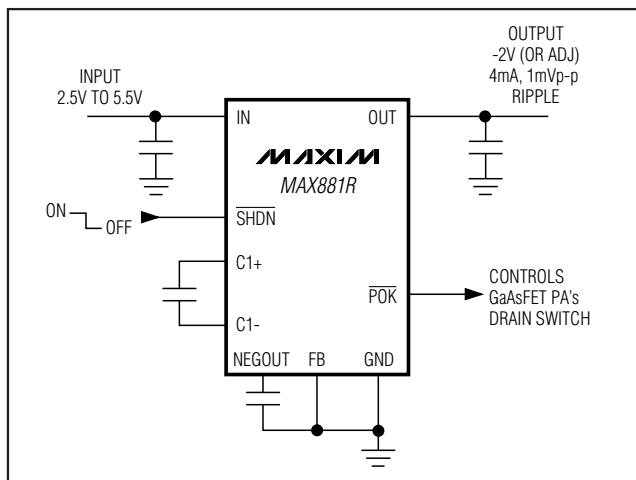 INPUT
2.5V TO 5.5V
OUTPUT
-2V (OR ADJ)
4mA, 1mVp-p
RIPPLE
IN
OUT
MAXIM
MAX881R
ON
OFF
SHDN
C1+
C1-
POK
CONTROLS
GaAsFET PA's
DRAIN SWITCH
NEGOUT
FB
GND